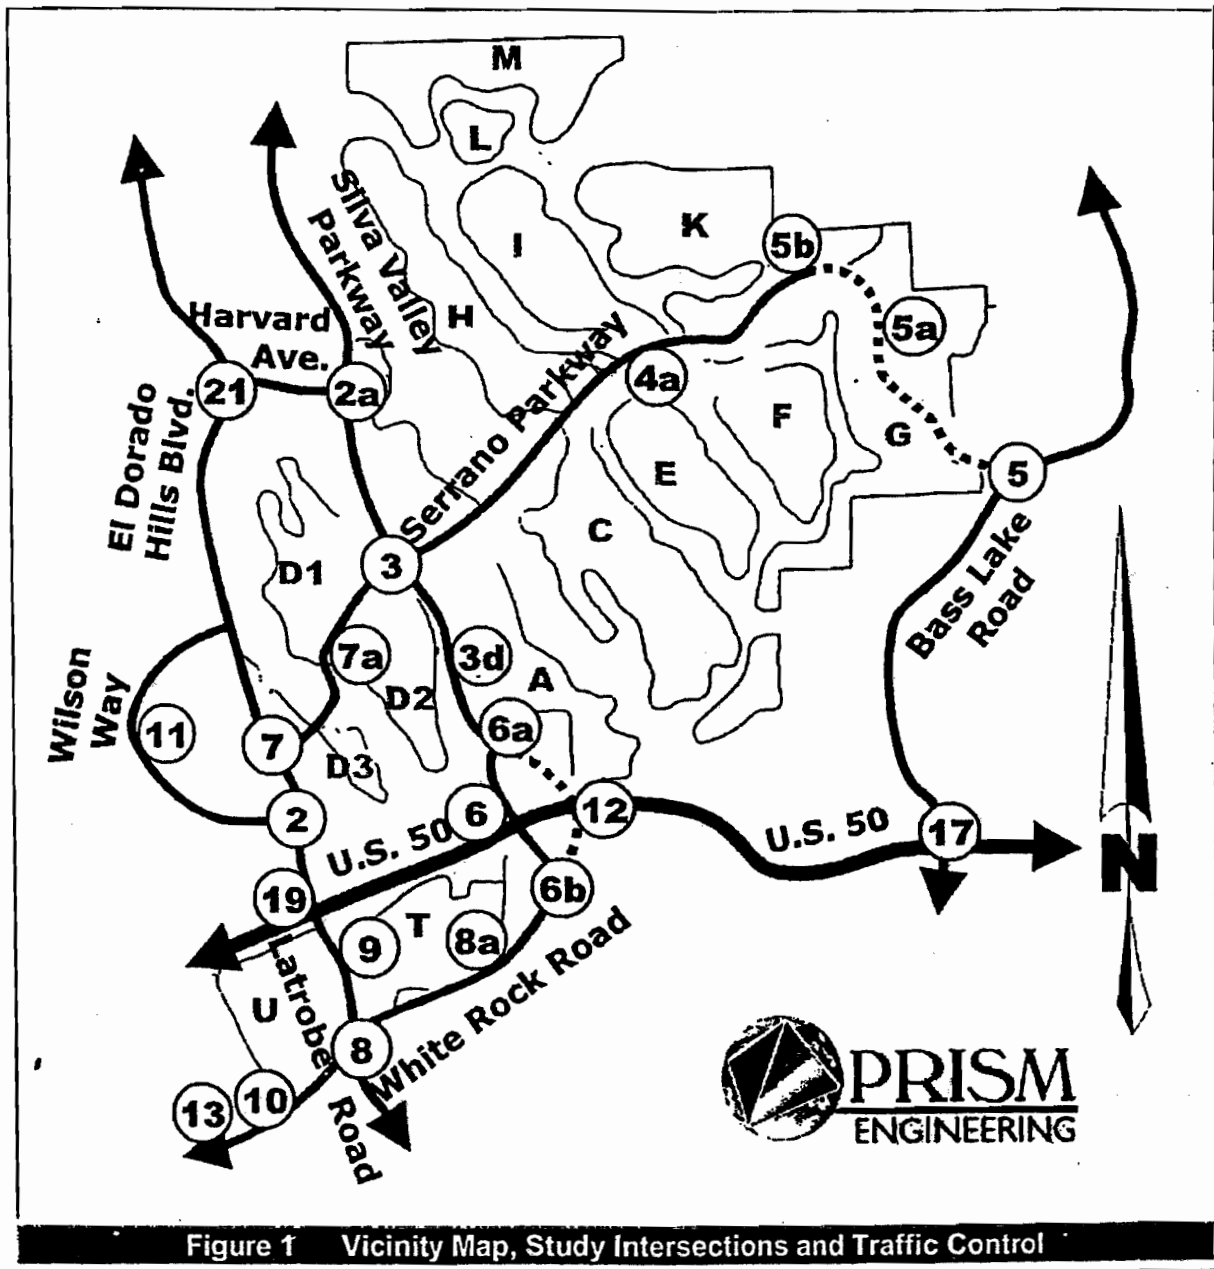 M
L
Silva Valley
Parkway
K
I
5b
H
5a
Harvard
Ave.
Serrano Parkway
21
2a
4a
El Dorado
Hills Blvd.
F
G
E
5
C
3
D1
Bass Lake
Road
7a
3d
A
D2
Wilson
Way
11
7
6a
D3
2
6
12
U.S. 50
U.S. 50
17
N
19
6b
T
9
8a
Latrobe
Road
U
White Rock Road
8
10
13
PRISM
ENGINEERING
Figure 1 Vicinity Map, Study Intersections and Traffic Control